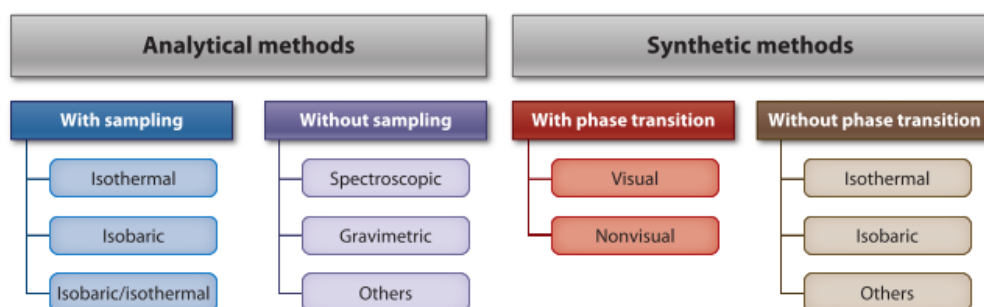 Analytical methods
Synthetic methods
With sampling
Without sampling
With phase transition
Without phase transition
Isothermal
Spectroscopic
Visual
Isothermal
Isobaric
Gravimetric
Nonvisual
Isobaric
Isobaric/isothermal
Others
Others